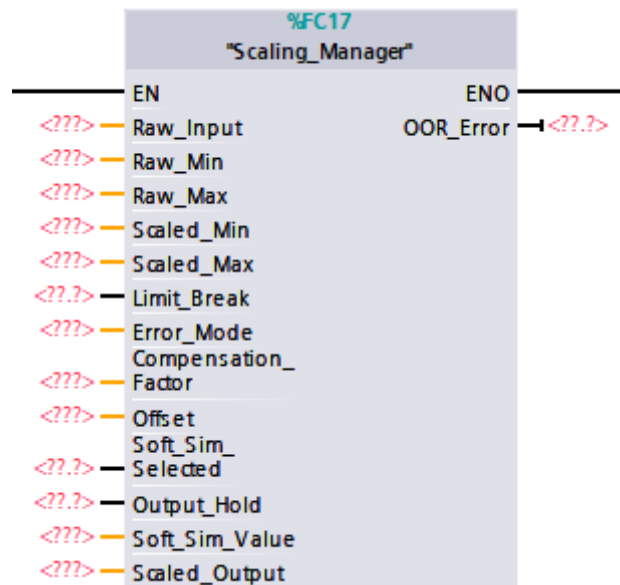 %FC17
"Scaling_Manager"
EN ENO
<???> Raw_Input OOR_Error <??.?>
<???> Raw_Min
<???> Raw_Max
<???> Scaled_Min
<???> Scaled_Max
<??.?> Limit_Break
<???> Error_Mode
Compensation_
<???> Factor
<???> Offset
Soft_Sim_
<??.?> Selected
<??.?> Output_Hold
<???> Soft_Sim_Value
<???> Scaled_Output